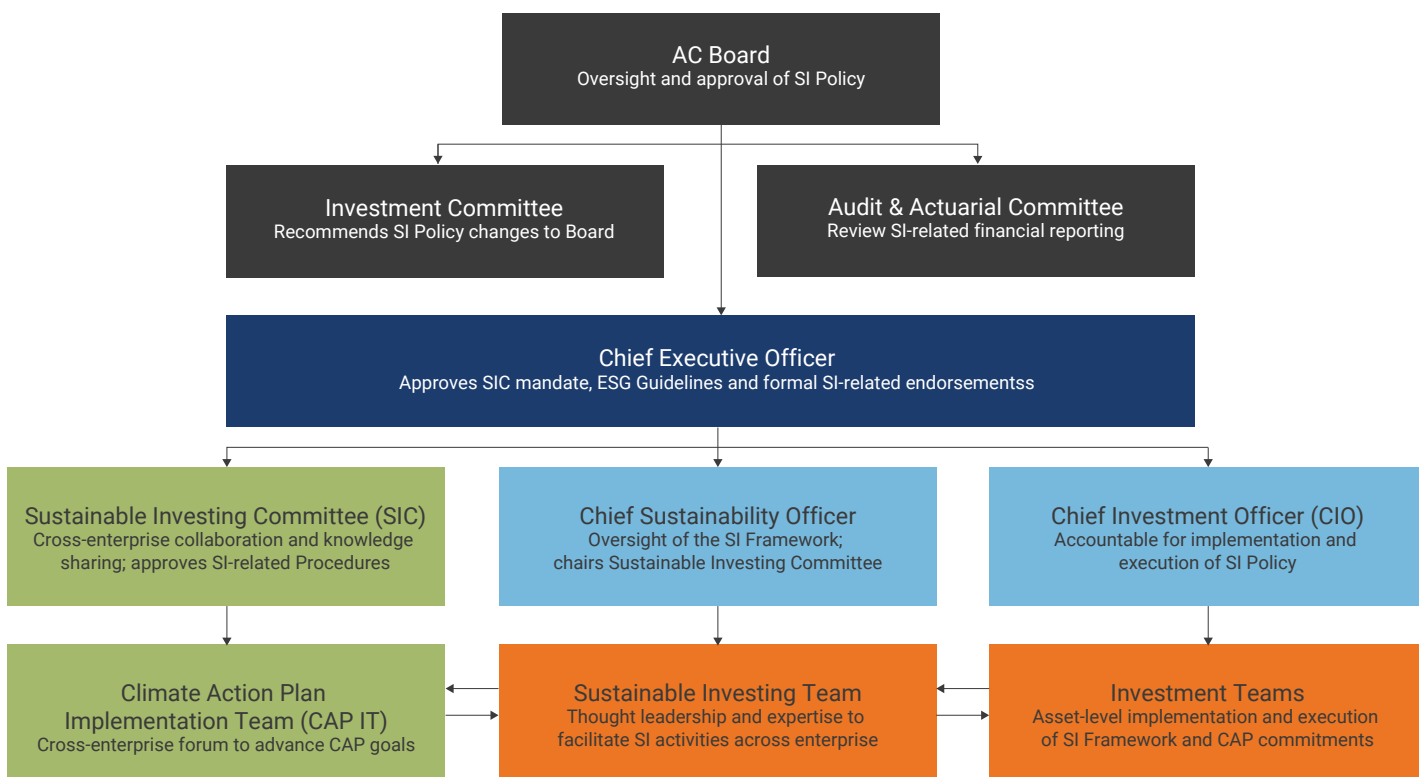 AC Board
Oversight and approval of SI Policy
Investment Committee
Recommends SI Policy changes to Board
Audit & Actuarial Committee
Review SI-related financial reporting
Chief Executive Officer
Approves SIC mandate, ESG Guidelines and formal SI-related endorsementss
Sustainable Investing Committee (SIC)
Cross-enterprise collaboration and knowledge
sharing; approves SI-related Procedures
Chief Sustainability Officer
Oversight of the SI Framework;
chairs Sustainable Investing Committee
Chief Investment Officer (CIO)
Accountable for implementation and
execution of SI Policy
Climate Action Plan
Implementation Team (CAP IT)
Cross-enterprise forum to advance CAP goals
Sustainable Investing Team
Thought leadership and expertise to
facilitate SI activities across enterprise
Investment Teams
Asset-level implementation and execution
of SI Framework and CAP commitments